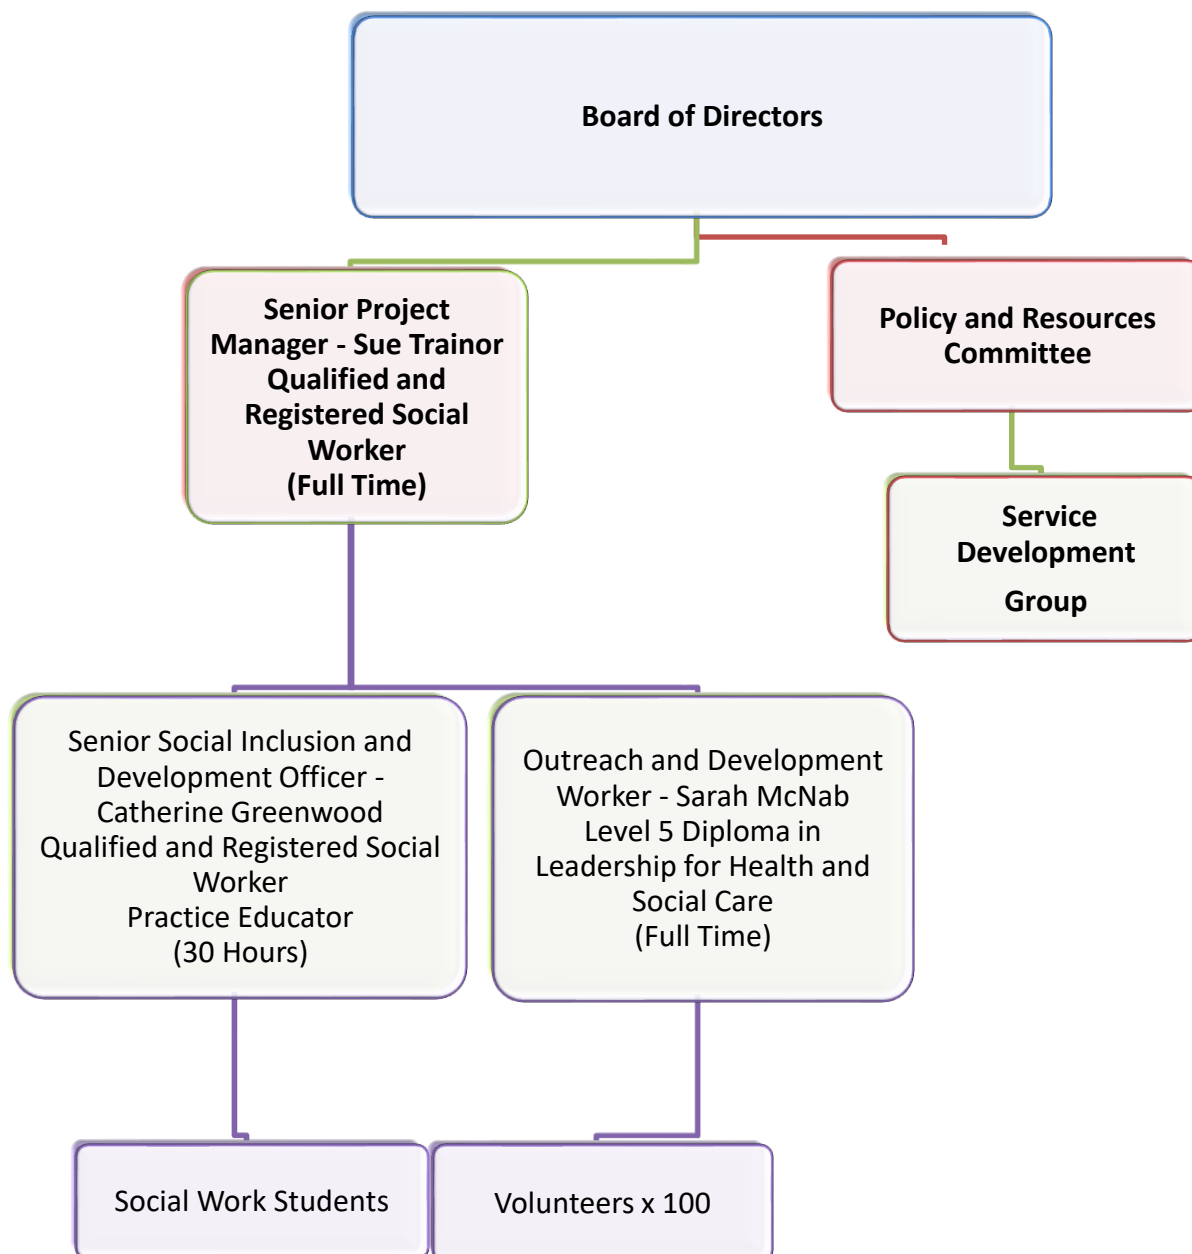 Board of Directors
Senior Project
Manager - Sue Trainor
Qualified and
Registered Social
Worker
(Full Time)
Policy and Resources
Committee
Service
Development
Group
Senior Social Inclusion and
Development Officer -
Catherine Greenwood
Qualified and Registered Social
Worker
Practice Educator
(30 Hours)
Outreach and Development
Worker - Sarah McNab
Level 5 Diploma in
Leadership for Health and
Social Care
(Full Time)
Social Work Students
Volunteers x 100